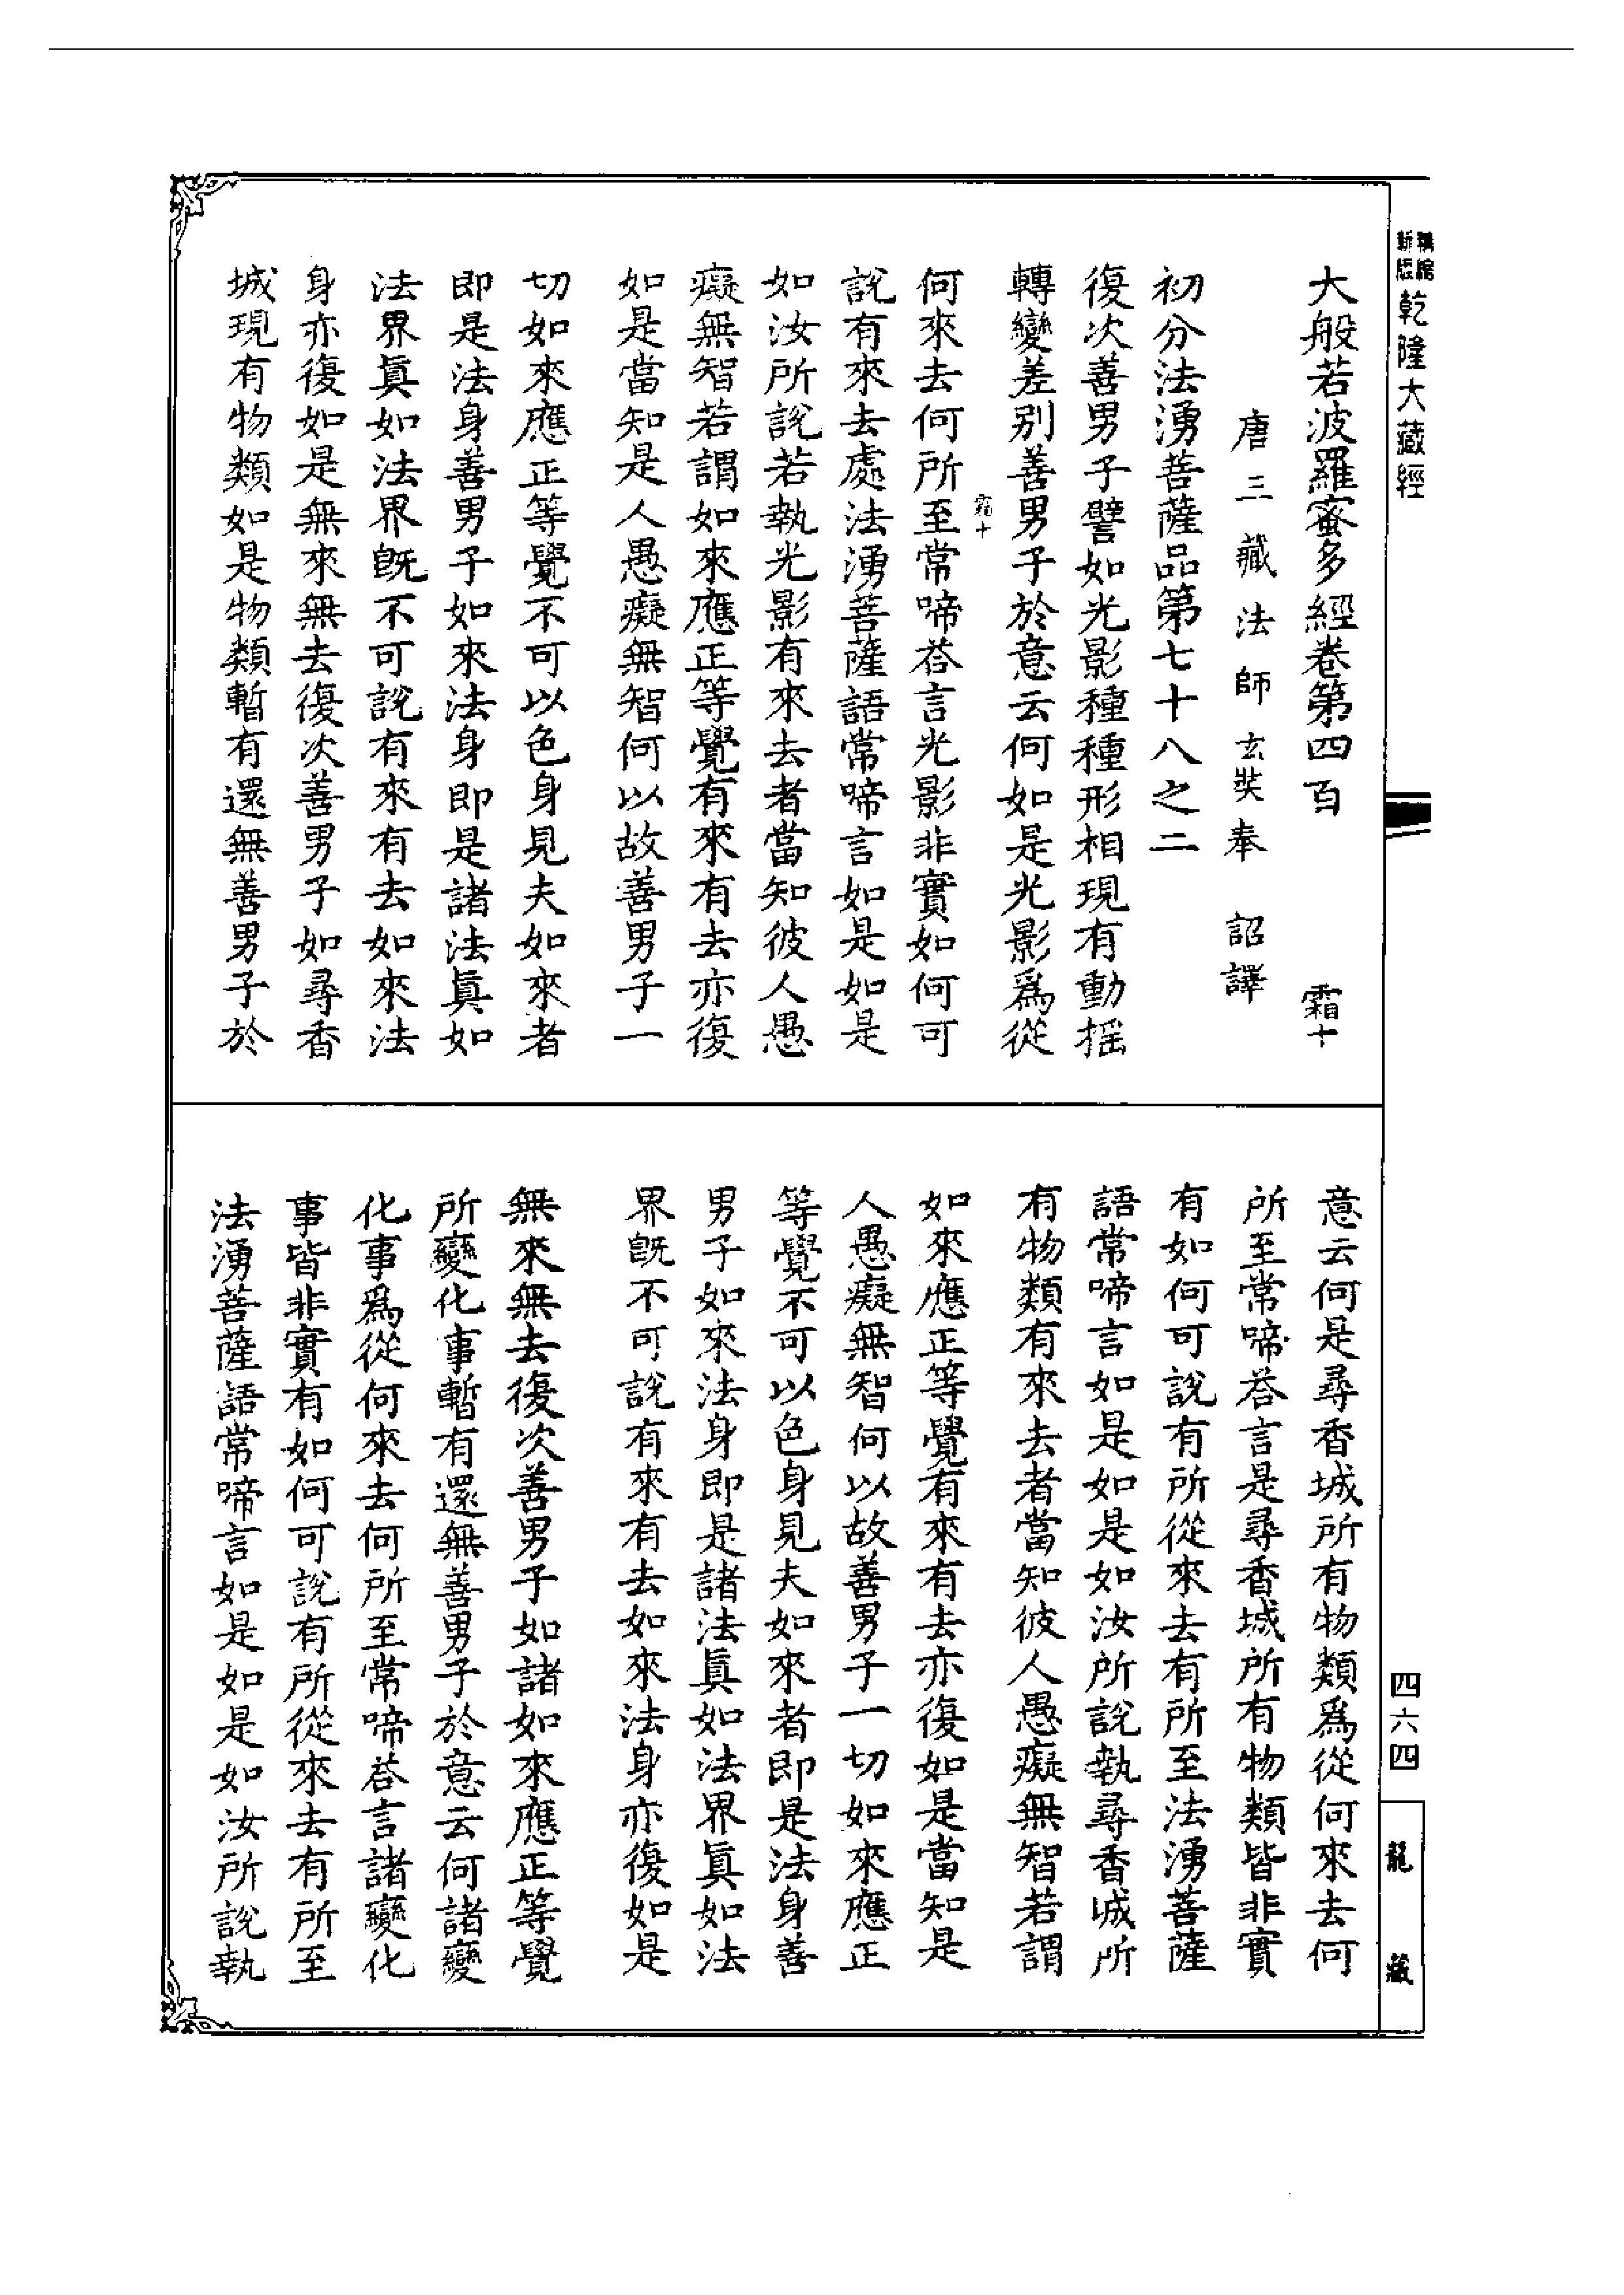 乾隆大藏經
大般若波羅蜜多經卷第四百 霜十
唐三藏法師玄奘奉 詔譯
初分法湧菩薩品第七十八之二
復次善男子譬如光影種種形相現有動搖
轉變差別善男子於意云何如是光影爲從
霜十
何來去何所至常啼荅言光影非實如何可
說有來去處法湧菩薩語常啼言如是如是
如汝所說若執光影有來去者當知彼人愚
癡無智若謂如來應正等覺有來有去亦復
如是當知是人愚癡無智何以故善男子一
切如來應正等覺不可以色身見夫如來者
即是法身善男子如來法身即是諸法眞如
法界眞如法界旣不可說有來有去如來法
身亦復如是無來無去復次善男子如尋香
城現有物類如是物類暫有還無善男子於
意云何是尋香城所有物類爲從何來去何
所至常啼荅言是尋香城所有物類皆非實
有如何可說有所從來去有所至法湧菩薩
語常啼言如是如是如汝所說執尋香城所
有物類有來去者當知彼人愚癡無智若謂
如來應正等覺有來有去亦復如是當知是
人愚癡無智何以故善男子一切如來應正
等覺不可以色身見夫如來者即是法身善
男子如來法身即是諸法眞如法界眞如法
界旣不可說有來有去如來法身亦復如是
無來無去復次善男子如諸如來應正等覺
所變化事暫有還無善男子於意云何諸變
化事爲從何來去何所至常啼荅言諸變化
事皆非實有如何可說有所從來去有所至
法湧菩薩語常啼言如是如是如汝所說執
四六四
龍藏